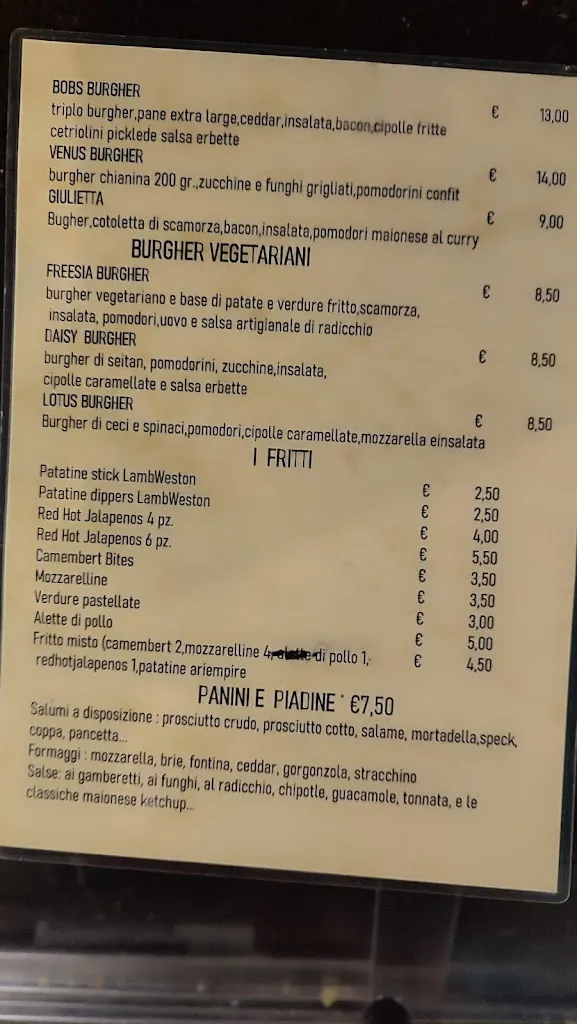 BOBS BURGHER
triplo burgher,pane extra large,ceddar,insalata,bacon,cipolle fritte € 13,00
cetriolini picklede salsa erbette
VENUS BURGHER
burgher chianina 200 gr.,zucchine e funghi grigliati,pomodorini confit € 14,00
GIULIETTA
Bugher,cotoletta di scamorza,bacon,insalata,pomodori maionese al curry € 9,00
BURGHER VEGETARIANI
FREESIA BURGHER
burgher vegetariano e base di patate e verdure fritto,scamorza, € 8,50
insalata, pomodori,uovo e salsa artigianale di radicchio
DAISY BURGHER
burgher di seitan, pomodorini, zucchine,insalata, € 8,50
cipolle caramellate e salsa erbette
LOTUS BURGHER
Burgher di ceci e spinaci,pomodori,cipolle caramellate,mozzarella einsalata € 8,50
I FRITTI
Patatine stick LambWeston € 2,50
Patatine dippers LambWeston € 2,50
Red Hot Jalapenos 4 pz. € 4,00
Red Hot Jalapenos 6 pz. € 5,50
Camembert Bites € 3,50
Mozzarelline € 3,50
Verdure pastellate € 3,00
Alette di pollo € 5,00
Fritto misto (camembert 2,mozzarelline 4, di pollo 1, € 4,50
redhotjalapenos 1,patatine ariempire
PANINI E PIADINE €7,50
Salumi a disposizione : prosciutto crudo, prosciutto cotto, salame, mortadella,speck,
coppa, pancetta...
Formaggi : mozzarella, brie, fontina, ceddar, gorgonzola, stracchino
Salse: ai gamberetti, ai funghi, al radicchio, chipotle, guacamole, tonnata, e le
classiche maionese ketchup...